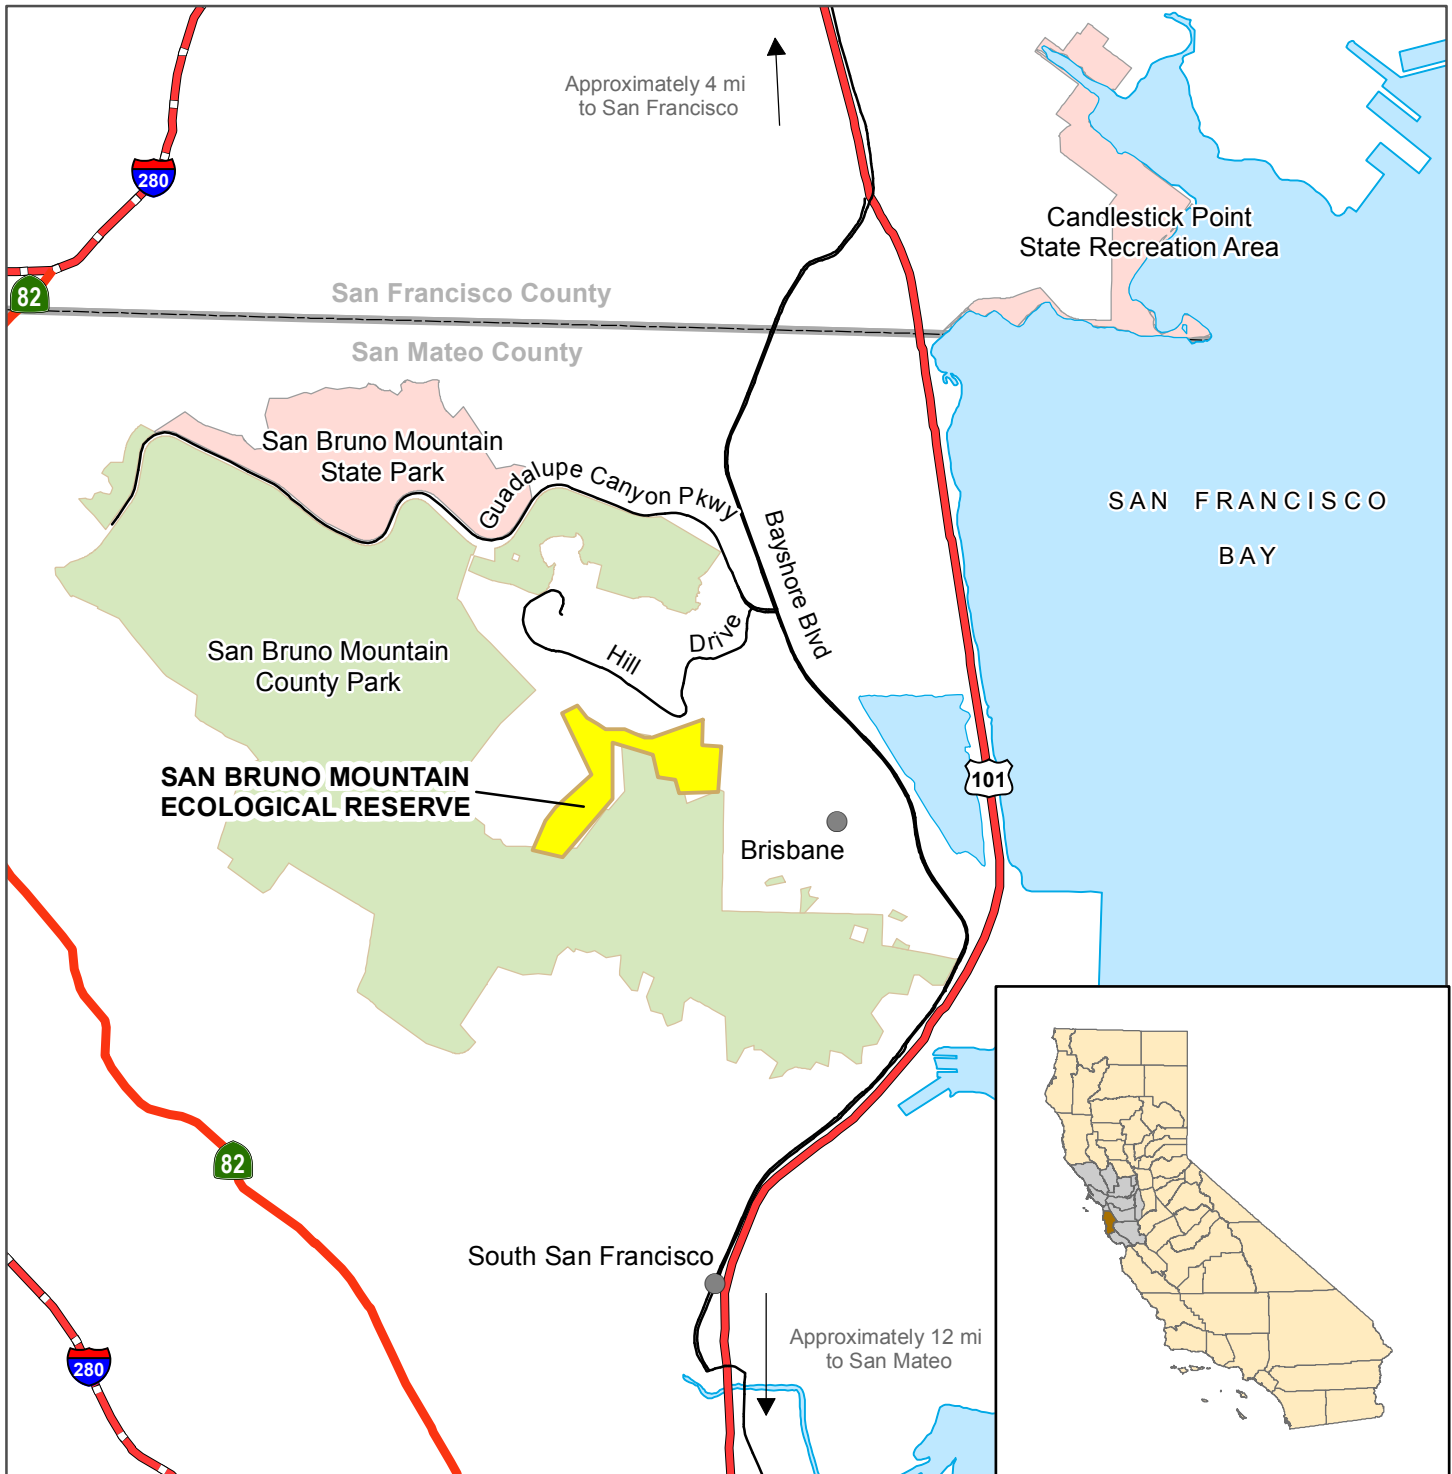 Approximately 4 mi
to San Francisco
280
Candlestick Point
State Recreation Area
82
San Francisco County
San Mateo County
San Bruno Mountain
State Park
Guadalupe Canyon Pkwy
SAN FRANCISCO
BAY
Bayshore Blvd
Hill Drive
San Bruno Mountain
County Park
SAN BRUNO MOUNTAIN
ECOLOGICAL RESERVE
101
Brisbane
82
South San Francisco
Approximately 12 mi
to San Mateo
280